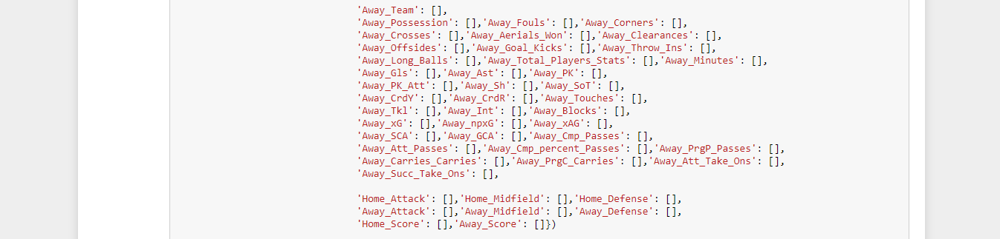 'Away_Team': [],
'Away_Possession': [],'Away_Fouls': [],'Away_Corners': [],
'Away_Crosses': [],'Away_Aerials_Won': [],'Away_Clearances': [],
'Away_Offsides': [],'Away_Goal_Kicks': [],'Away_Throw_Ins': [],
'Away_Long_Balls': [],'Away_Total_Players_Stats': [],'Away_Minutes': [],
'Away_Gls': [],'Away_Ast': [],'Away_PK': [],
'Away_PK_Att': [],'Away_Sh': [],'Away_SoT': [],
'Away_CrdY': [],'Away_CrdR': [],'Away_Touches': [],
'Away_Tkl': [],'Away_Int': [],'Away_Blocks': [],
'Away_xG': [],'Away_npxG': [],'Away_xAG': [],
'Away_SCA': [],'Away_GCA': [],'Away_Cmp_Passes': [],
'Away_Att_Passes': [],'Away_Cmp_percent_Passes': [],'Away_PrgP_Passes': [],
'Away_Carries_Carries': [],'Away_PrgC_Carries': [],'Away_Att_Take_Ons': [],
'Away_Succ_Take_Ons': [],
'Home_Attack': [],'Home_Midfield': [],'Home_Defense': [],
'Away_Attack': [],'Away_Midfield': [],'Away_Defense': [],
'Home_Score': [],'Away_Score': []})